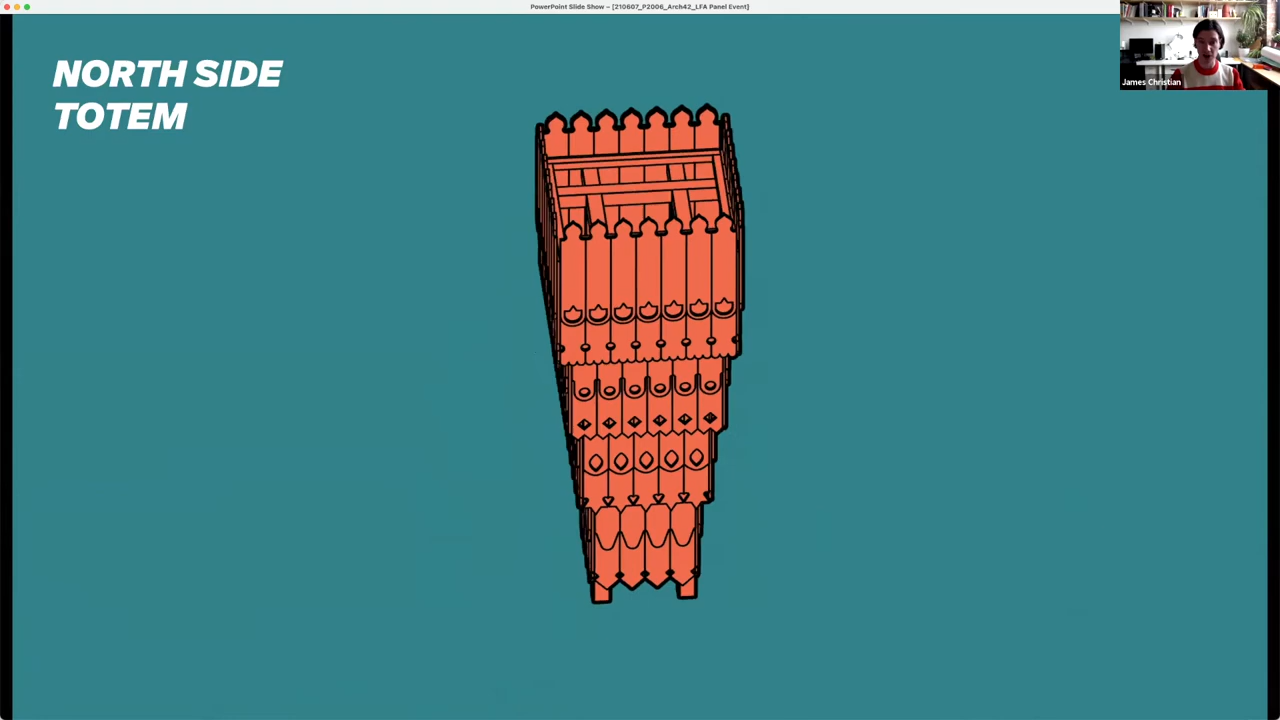 PowerPoint Slide Show - [210607_P2006_Arch42_LFA Panel Event]
NORTH SIDE
TOTEM
James Christian